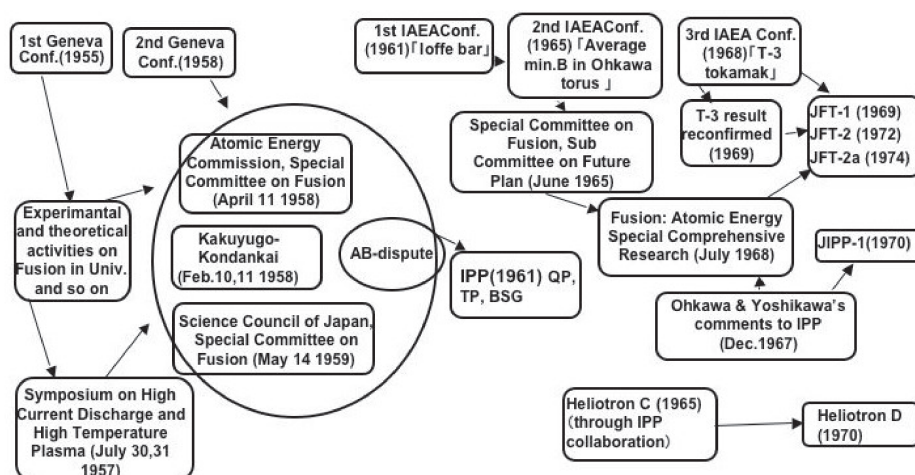 1st Geneva
Conf.(1955)
2nd Geneva
Conf.(1958)
1st IAEAConf.
(1961)「Ioffe bar」
2nd IAEAConf.
(1965)「Average
min.B in Ohkawa
torus 」
3rd IAEA Conf.
(1968)「T-3
tokamak」
T-3 result
reconfirmed
(1969)
JFT-1 (1969)
JFT-2 (1972)
JFT-2a (1974)
Atomic Energy
Commission, Special
Committee on Fusion
(April 11 1958)
Special Committee on
Fusion, Sub
Committee on Future
Plan (June 1965)
Experimantal
and theoretical
activities on
Fusion in Univ.
and so on
Kakuyugo-
Kondankai
(Feb.10,11 1958)
AB-dispute
IPP(1961) QP,
TP, BSG
Fusion: Atomic Energy
Special Comprehensive
Research (July 1968)
JIPP-1(1970)
Science Council of Japan,
Special Committee on
Fusion (May 14 1959)
Ohkawa & Yoshikawa's
comments to IPP
(Dec.1967)
Symposium on High
Current Discharge and
High Temperature
Plasma (July 30,31
1957)
Heliotron C (1965)
(through IPP
collaboration)
Heliotron D
(1970)